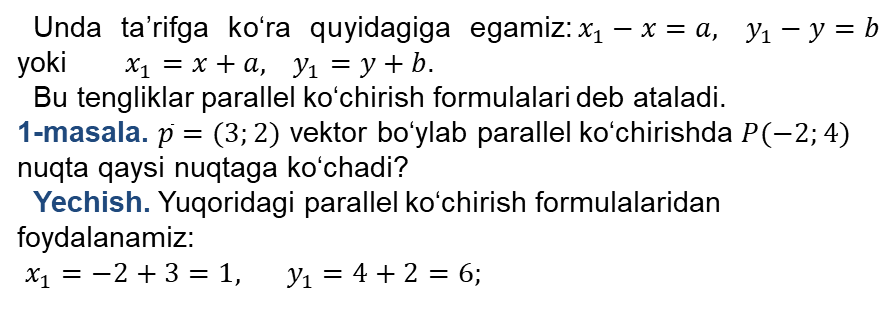 Unda ta’rifga ko‘ra quyidagiga egamiz: x₁ − x = a, y₁ − y = b
yoki x₁ = x + a, y₁ = y + b.
Bu tengliklar parallel ko‘chirish formulalari deb ataladi.
1-masala. p⃗ = (3; 2) vektor bo‘ylab parallel ko‘chirishda P(−2; 4)
nuqta qaysi nuqtaga ko‘chadi?
Yechish. Yuqoridagi parallel ko‘chirish formulalaridan
foydalanamiz:
x₁ = −2 + 3 = 1, y₁ = 4 + 2 = 6;